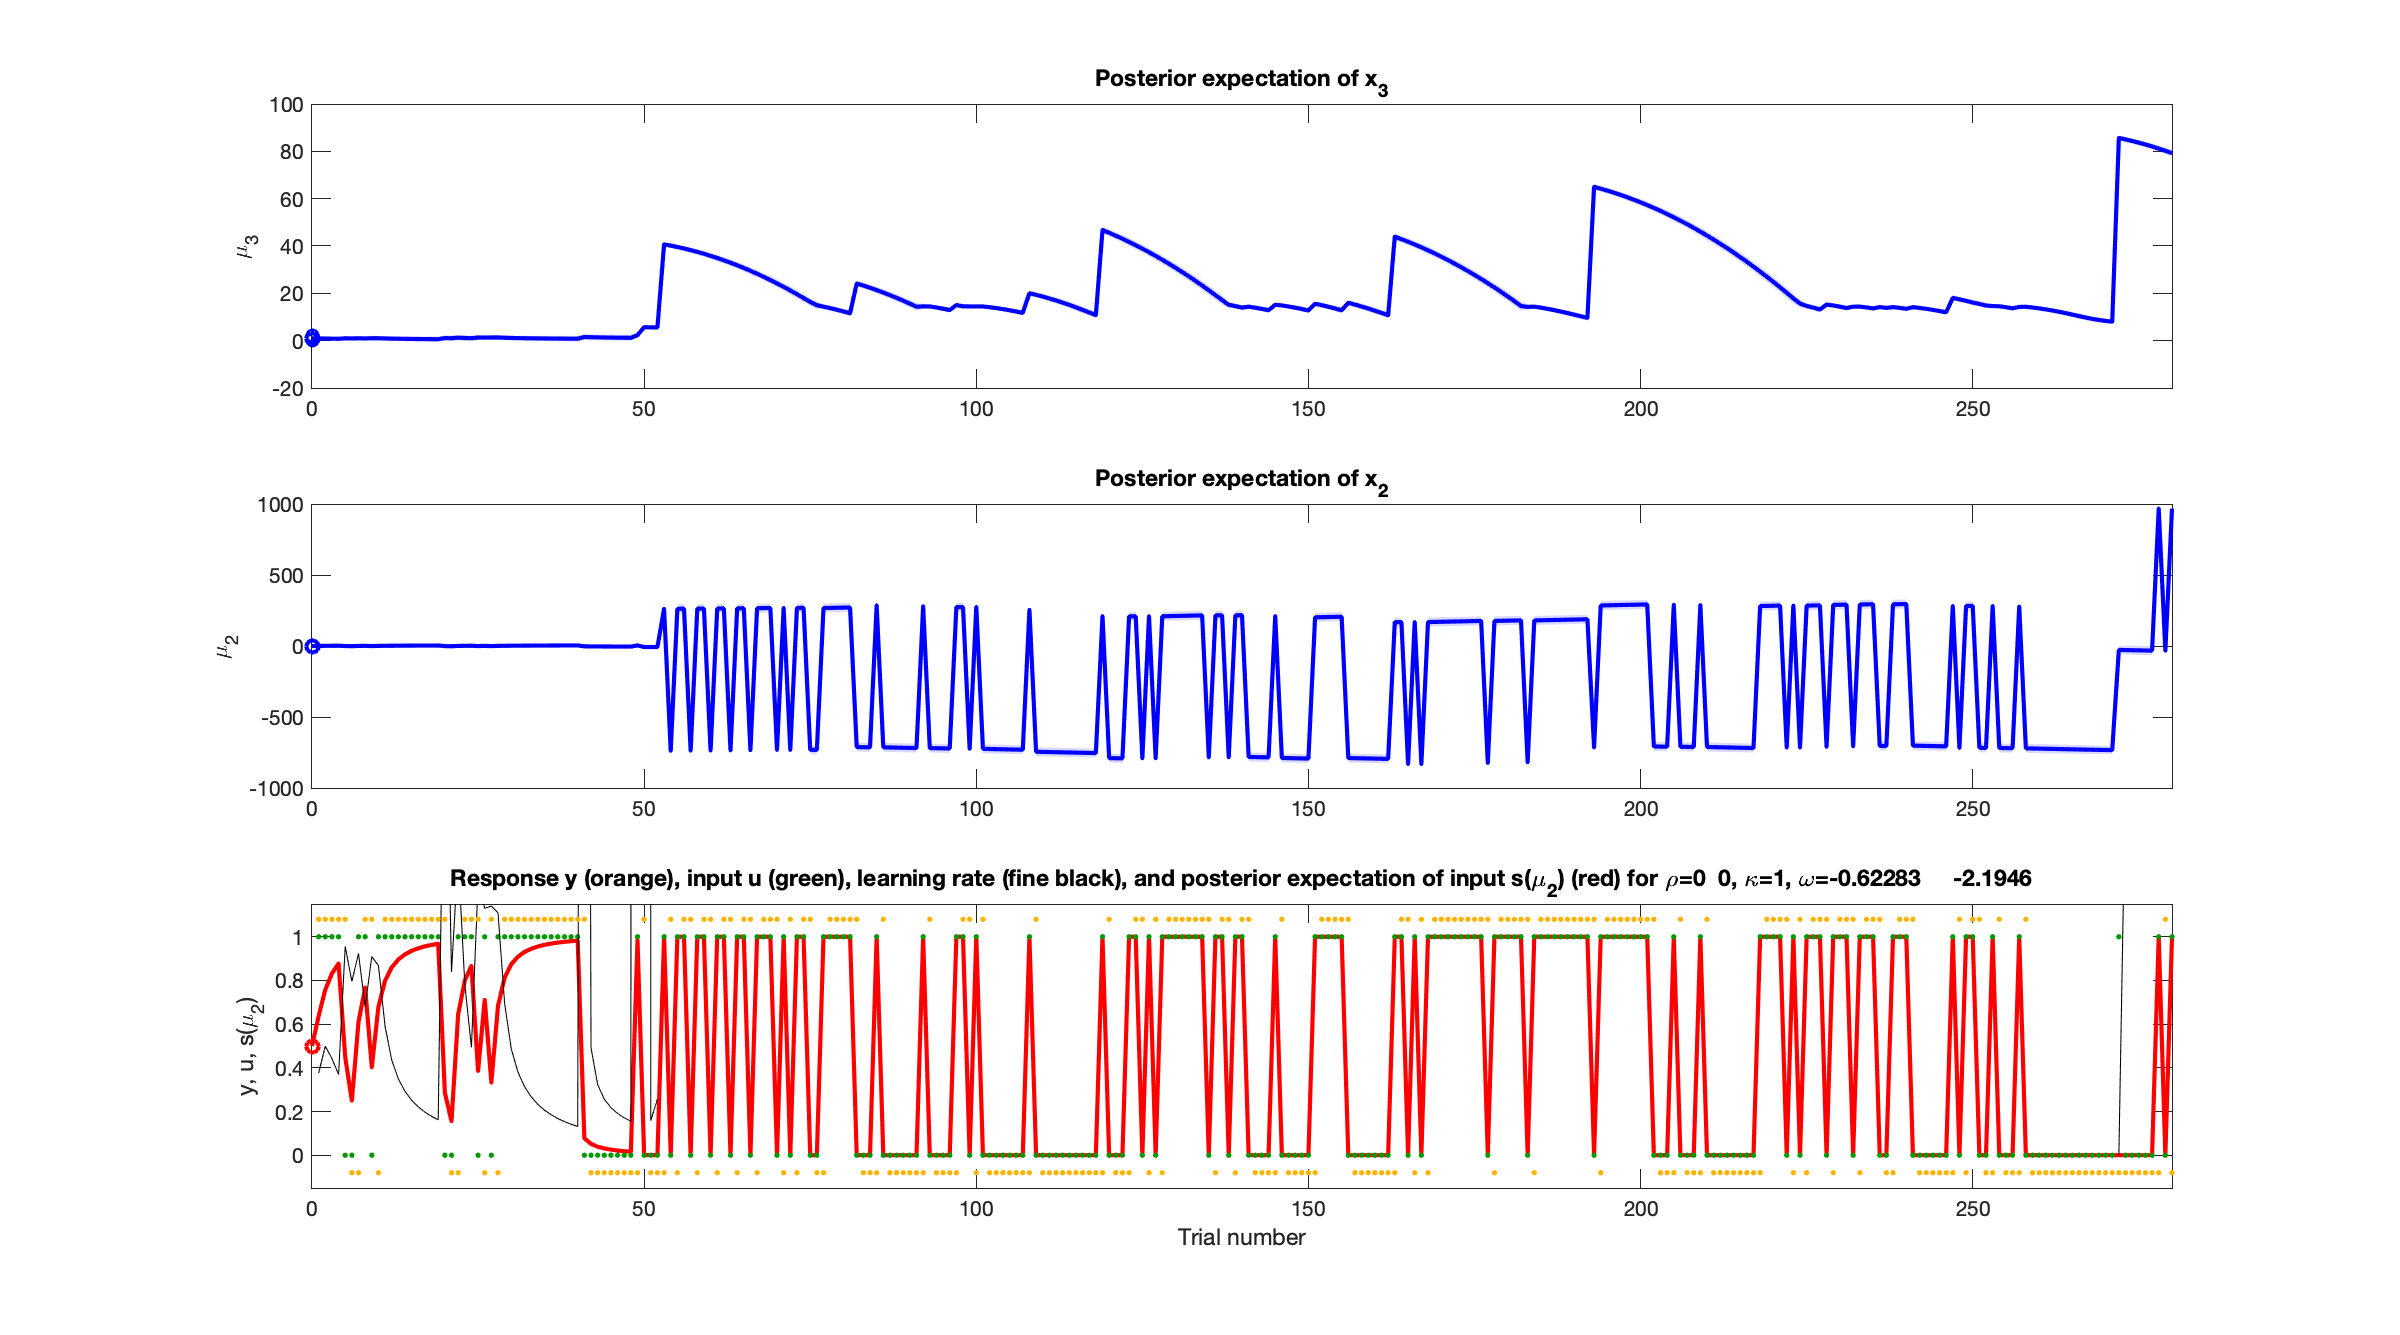 Posterior expectation of x₃
100
80
60
40
20
0
-20
μ₃
0 50 100 150 200 250
Posterior expectation of x₂
1000
500
0
-500
-1000
μ₂
0 50 100 150 200 250
Response y (orange), input u (green), learning rate (fine black), and posterior expectation of input s(μ₂) (red) for ρ=0 0, κ=1, ω=-0.62283 -2.1946
1
0.8
0.6
0.4
0.2
0
y, u, s(μ₂)
0 50 100 150 200 250
Trial number